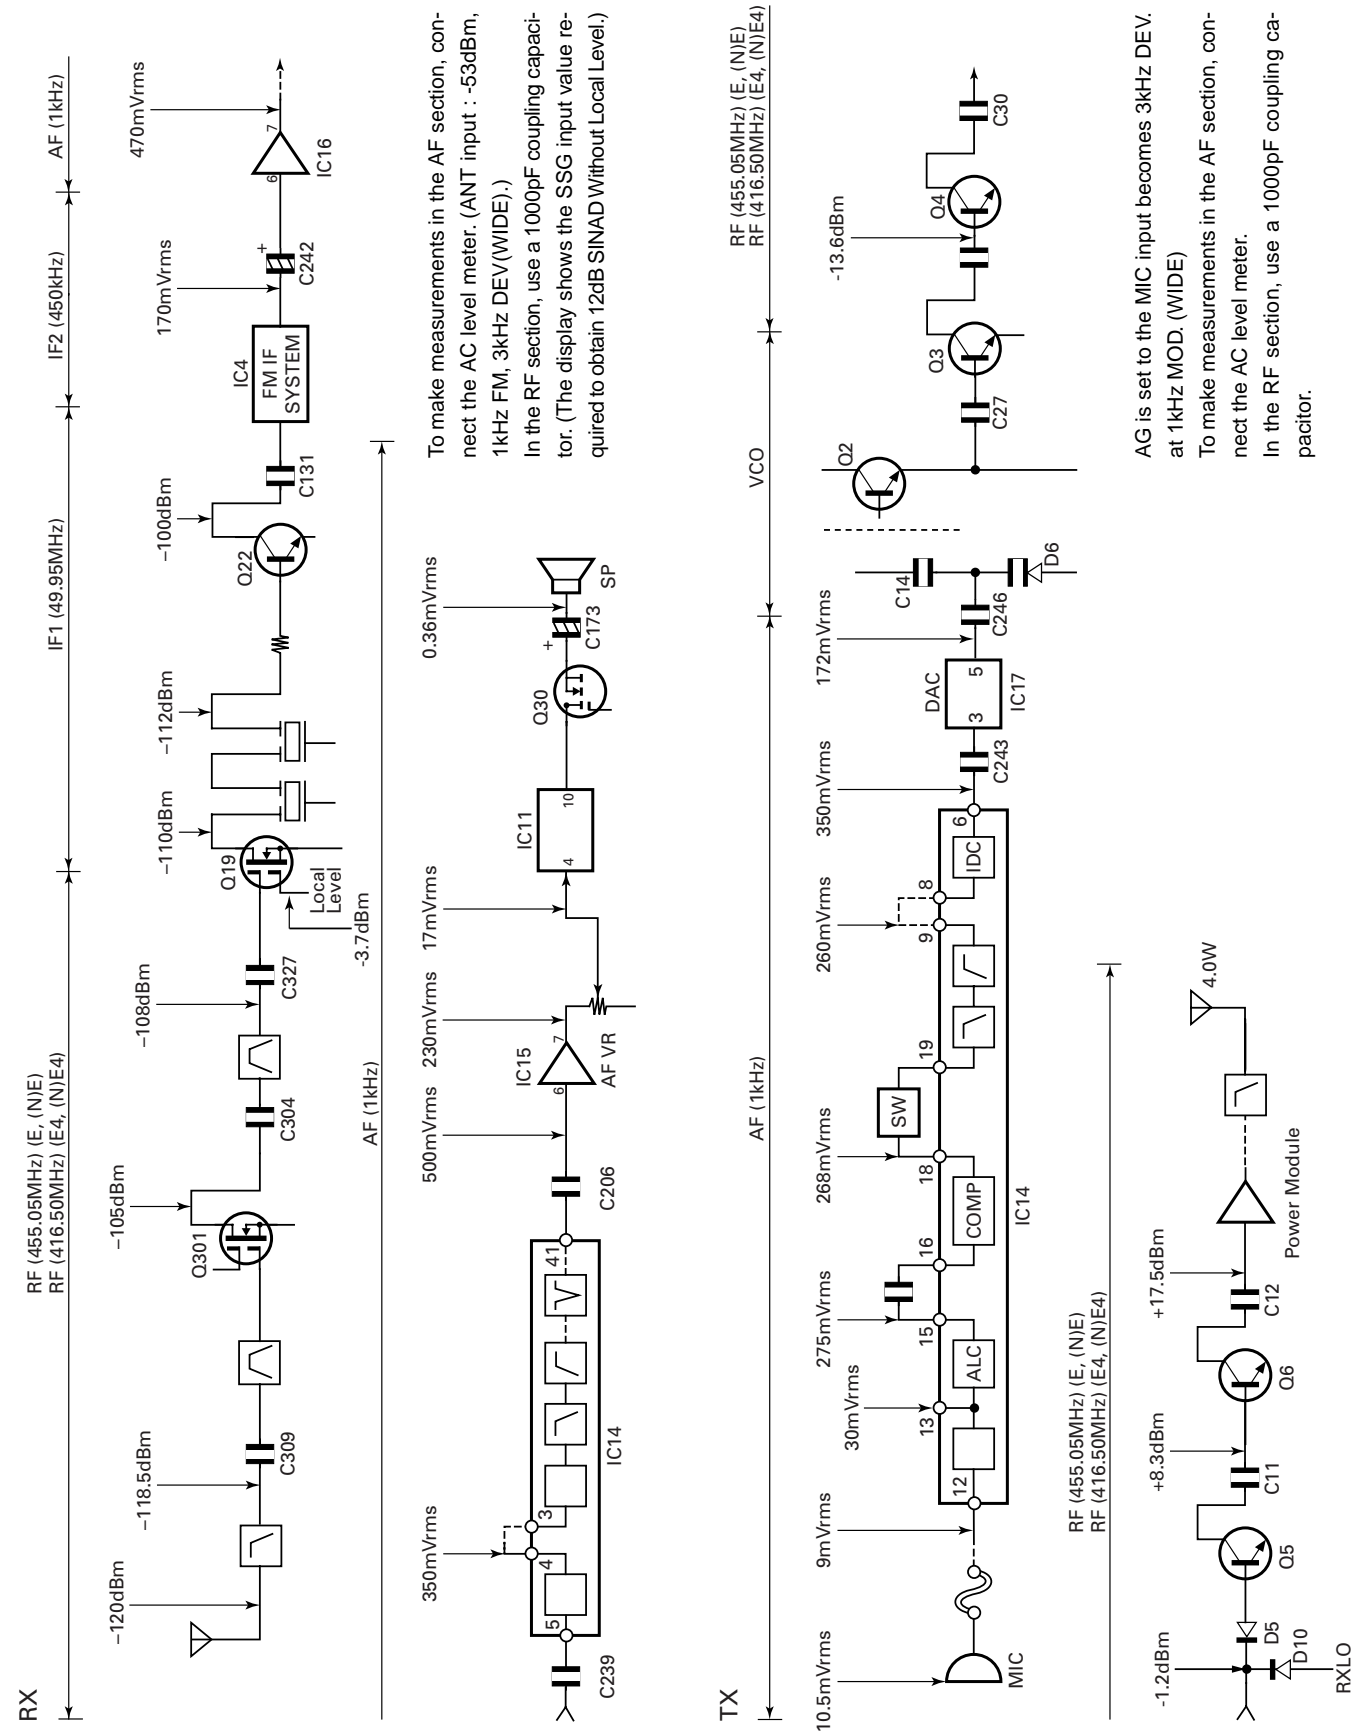 RX
RF (455.05MHz) (E, (N)E)
RF (416.50MHz) (E4, (N)E4)
IF1 (49.95MHz)
IF2 (450kHz)
AF (1kHz)
–120dBm
–118.5dBm
C309
Q301
–105dBm
C304
–108dBm
C327
Q19
Local
Level
-3.7dBm
–110dBm
–112dBm
Q22
–100dBm
C131
IC4
FM IF
SYSTEM
170mVrms
+
C242
6
7
IC16
470mVrms
AF (1kHz)
C239
5
4
3
350mVrms
IC14
41
C206
500mVrms
IC15
6
7
230mVrms
AF VR
17mVrms
IC11
4
10
Q30
+
C173
0.36mVrms
SP
To make measurements in the AF section, con-
nect the AC level meter. (ANT input : -53dBm,
1kHz FM, 3kHz DEV(WIDE).)
In the RF section, use a 1000pF coupling capaci-
tor. (The display shows the SSG input value re-
quired to obtain 12dB SINAD Without Local Level.)
TX
AF (1kHz)
VCO
RF (455.05MHz) (E, (N)E)
RF (416.50MHz) (E4, (N)E4)
10.5mVrms
MIC
9mVrms
12
13
30mVrms
ALC
15
275mVrms
16
COMP
IC14
18
268mVrms
SW
19
9
260mVrms
8
IDC
6
350mVrms
C243
DAC
3
5
IC17
172mVrms
C246
C14
D6
Q2
C27
Q3
-13.6dBm
Q4
C30
RF (455.05MHz) (E, (N)E)
RF (416.50MHz) (E4, (N)E4)
-1.2dBm
D5
D10
RXLO
Q5
C11
+8.3dBm
Q6
C12
+17.5dBm
Power Module
4.0W
AG is set to the MIC input becomes 3kHz DEV.
at 1kHz MOD. (WIDE)
To make measurements in the AF section, con-
nect the AC level meter.
In the RF section, use a 1000pF coupling ca-
pacitor.